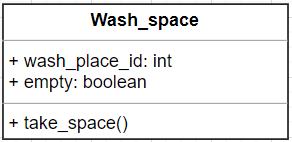 Wash_space
+ wash_place_id: int
+ empty: boolean
+ take_space()